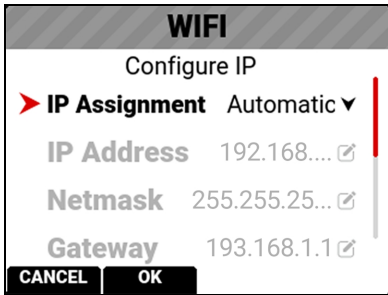 WIFI
Configure IP
IP Assignment Automatic
IP Address 192.168....
Netmask 255.255.25...
Gateway 193.168.1.1
CANCEL OK